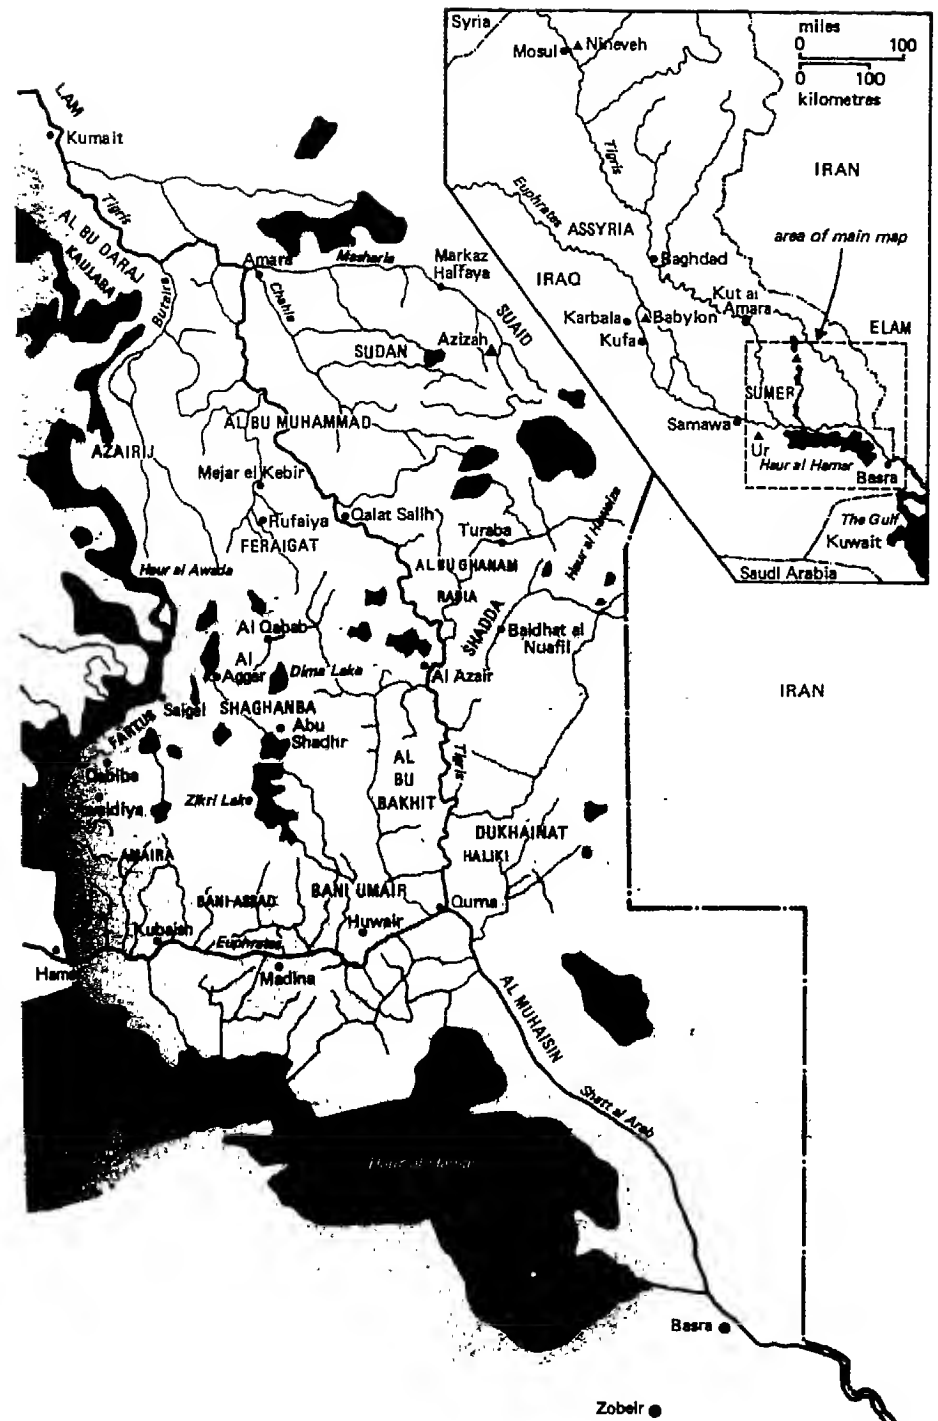 Syria
Mosul
Nineveh
miles
0 100
0 100
kilometres
Tigris
IRAN
Euphrates
ASSYRIA
area of main map
Baghdad
IRAQ
Kut al
Amara
Karbala
Babylon
Kufa
ELAM
SUMER
Samawa
Ur
Haur al Hamar
Basra
The Gulf
Kuwait
Saudi Arabia
LAM
Kumait
Tigris
AL BU DARAJ
KAULABA
Butaira
Amara
Chahla
Masharia
Markaz
Halfaya
SUAID
Azizah
SUDAN
AL BU MUHAMMAD
AZAIRIJ
Mejar el Kebir
Rufaiya
Qalat Salih
FERAIGAT
Turaba
Haur al Hawaiza
Haur al Awada
AL BU GHANAM
RABIA
SHADDA
Al Qabab
Baidhat al
Nuafil
Al
Aggar
Dima Lake
Al Azair
IRAN
Saigal
SHAGHANBA
FARTUS
Abu
Shadhr
AL
BU
BAKHIT
Tigris
Qabiba
Zikri Lake
DUKHAINAT
HALIKI
AMAIRA
BANI ASSAD
BANI UMAIR
Qurna
Kubaish
Huwair
Euphrates
Madina
AL MUHAISIN
Shatt al Arab
Haur al Hamar
Basra
Zobeir